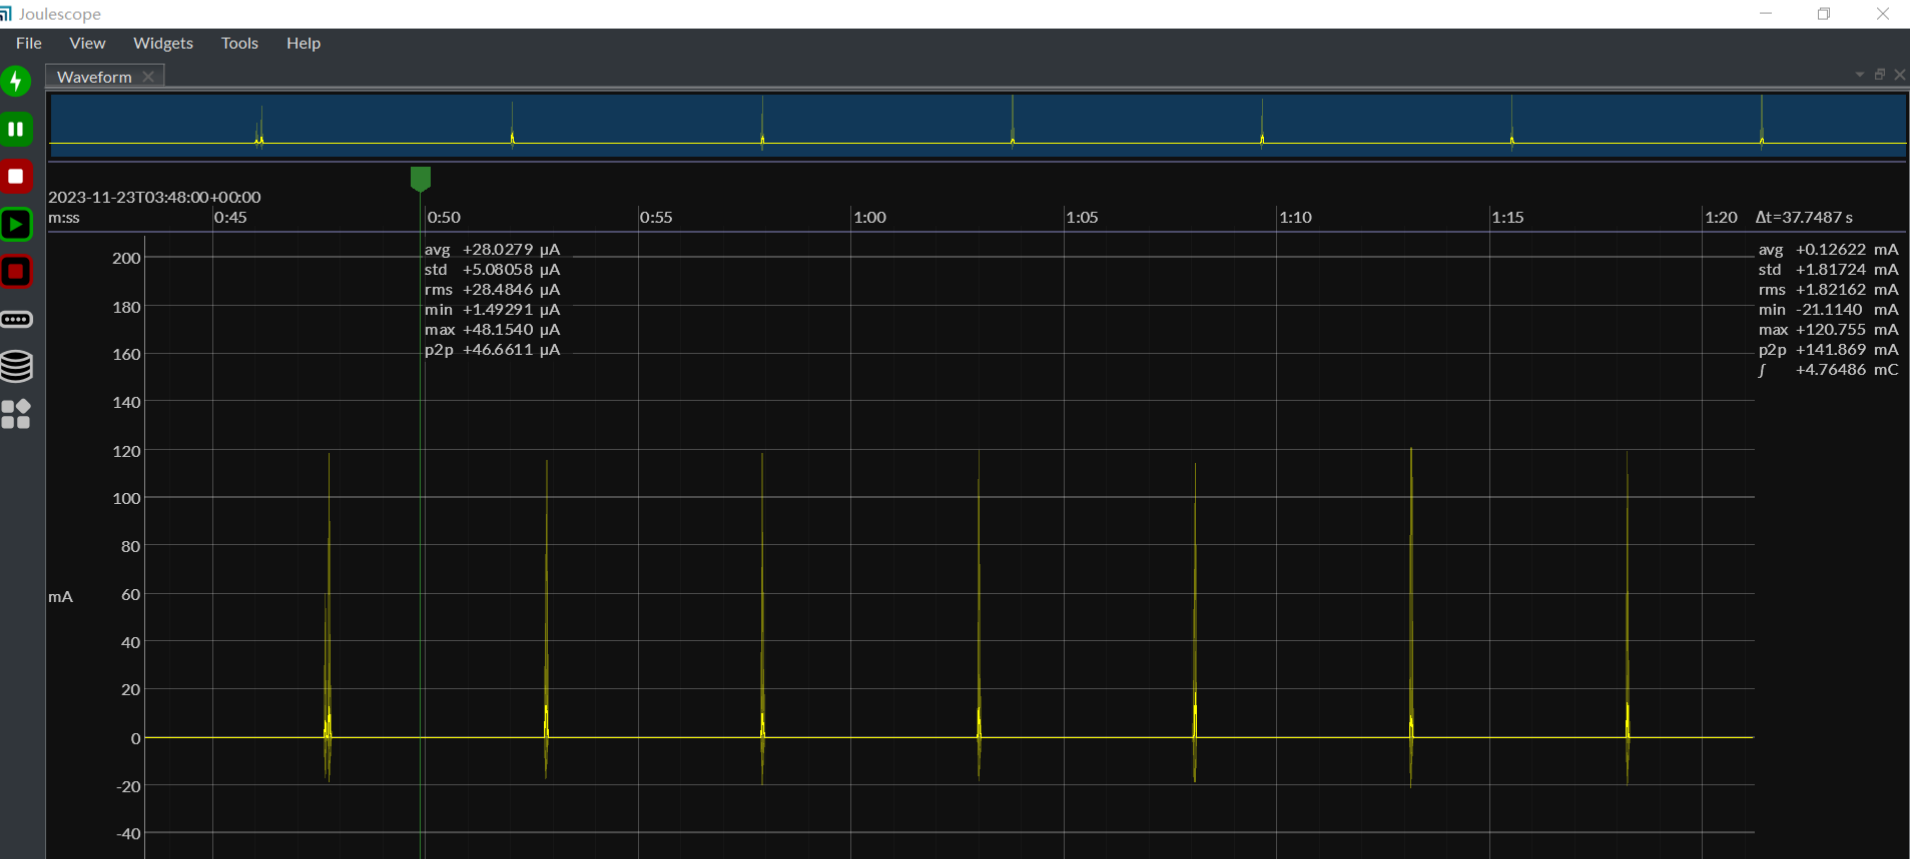 Joulescope
File View Widgets Tools Help
Waveform
2023-11-23T03:48:00+00:00
m:ss 0:45 0:50 0:55 1:00 1:05 1:10 1:15 1:20 Δt=37.7487 s
avg +28.0279 µA
std +5.08058 µA
rms +28.4846 µA
min +1.49291 µA
max +48.1540 µA
p2p +46.6611 µA
avg +0.12622 mA
std +1.81724 mA
rms +1.82162 mA
min -21.1140 mA
max +120.755 mA
p2p +141.869 mA
∫ +4.76486 mC
200
180
160
140
120
100
80
60
mA
40
20
0
-20
-40